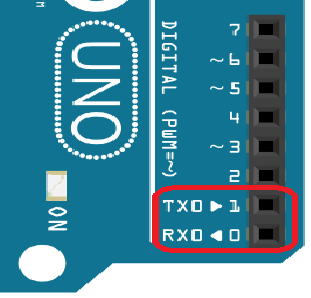 UNO
ON
DIGITAL (PWM=~)
7
~6
~5
4
~3
2
TX0▶1
RX0◀0